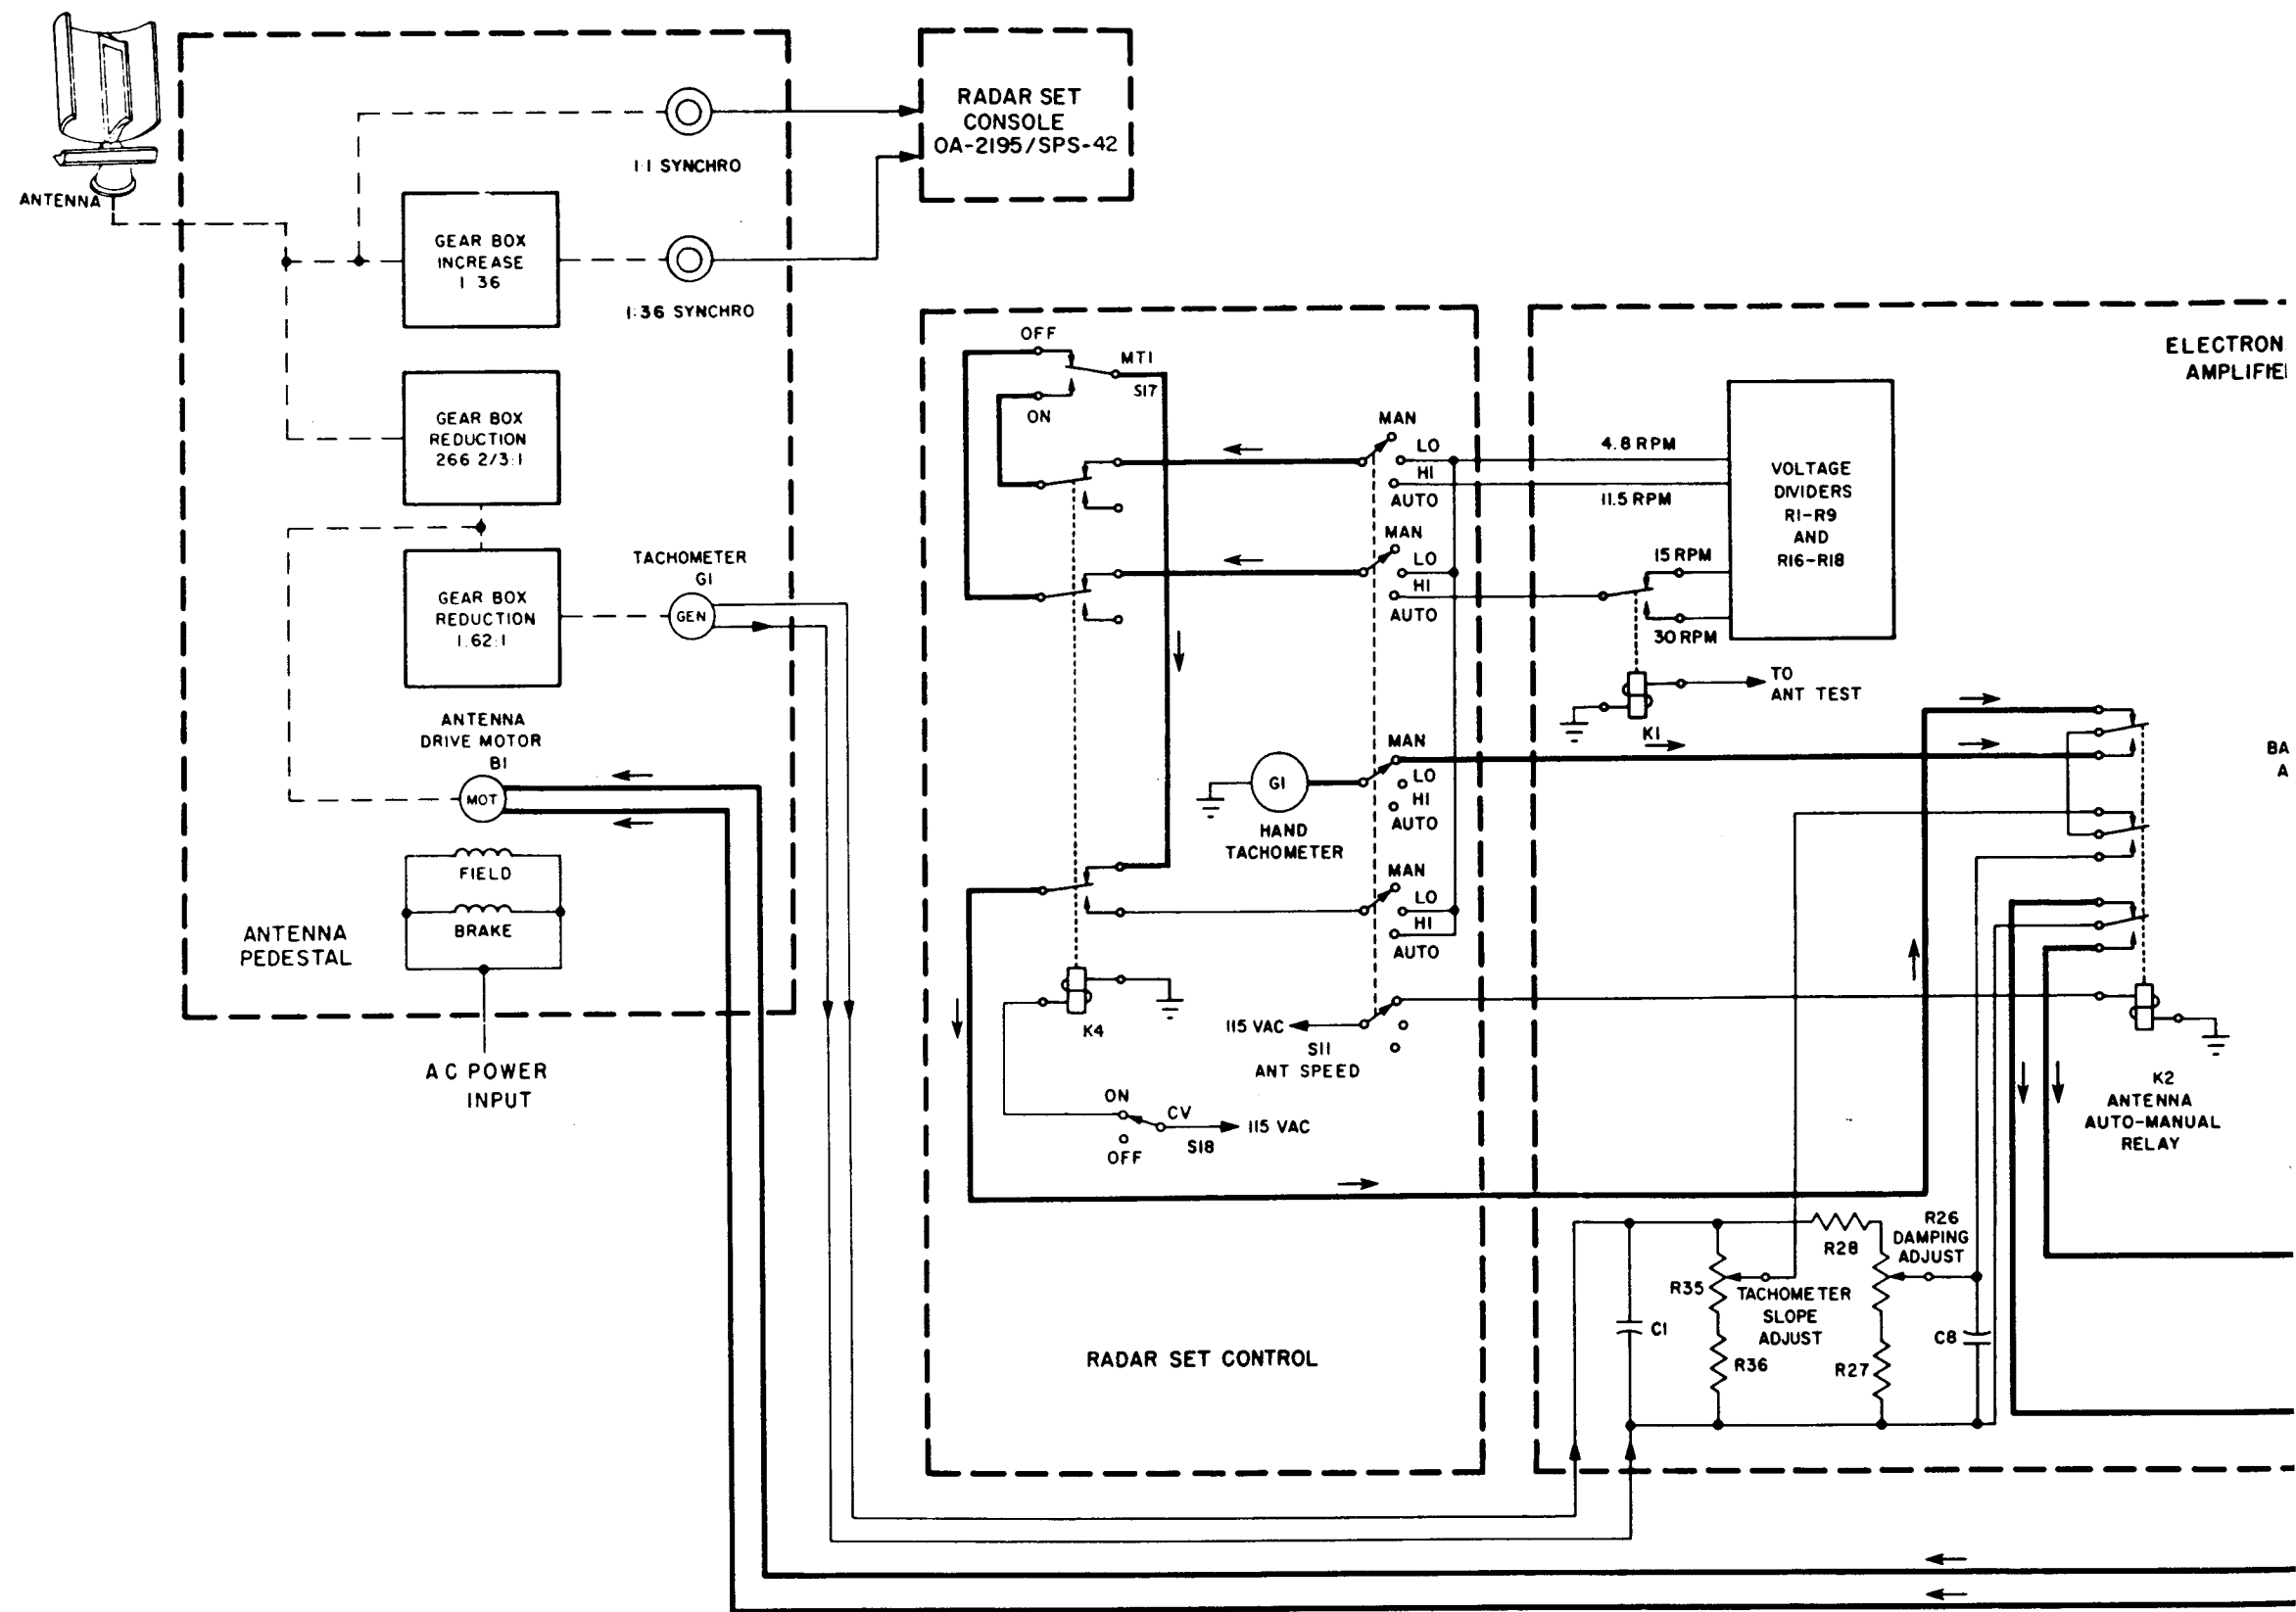 ANTENNA
1:1 SYNCHRO
RADAR SET
CONSOLE
OA-2195/SPS-42
GEAR BOX
INCREASE
1 36
1:36 SYNCHRO
GEAR BOX
REDUCTION
266 2/3:1
GEAR BOX
REDUCTION
1.62:1
TACHOMETER
G1
GEN
ANTENNA
DRIVE MOTOR
B1
MOT
FIELD
BRAKE
ANTENNA
PEDESTAL
A C POWER
INPUT
OFF
MTI
S17
ON
MAN
LO
HI
AUTO
MAN
LO
HI
AUTO
MAN
LO
HI
AUTO
G1
HAND
TACHOMETER
MAN
LO
HI
AUTO
K4
115 VAC
S11
ANT SPEED
ON
CV
115 VAC
S18
OFF
RADAR SET CONTROL
ELECTRON
AMPLIFIE
4.8 RPM
11.5 RPM
VOLTAGE
DIVIDERS
R1-R9
AND
R16-R18
15 RPM
30 RPM
TO
ANT TEST
K1
BA
A
K2
ANTENNA
AUTO-MANUAL
RELAY
R26
DAMPING
ADJUST
R28
R35
TACHOMETER
SLOPE
ADJUST
C1
R36
R27
C8